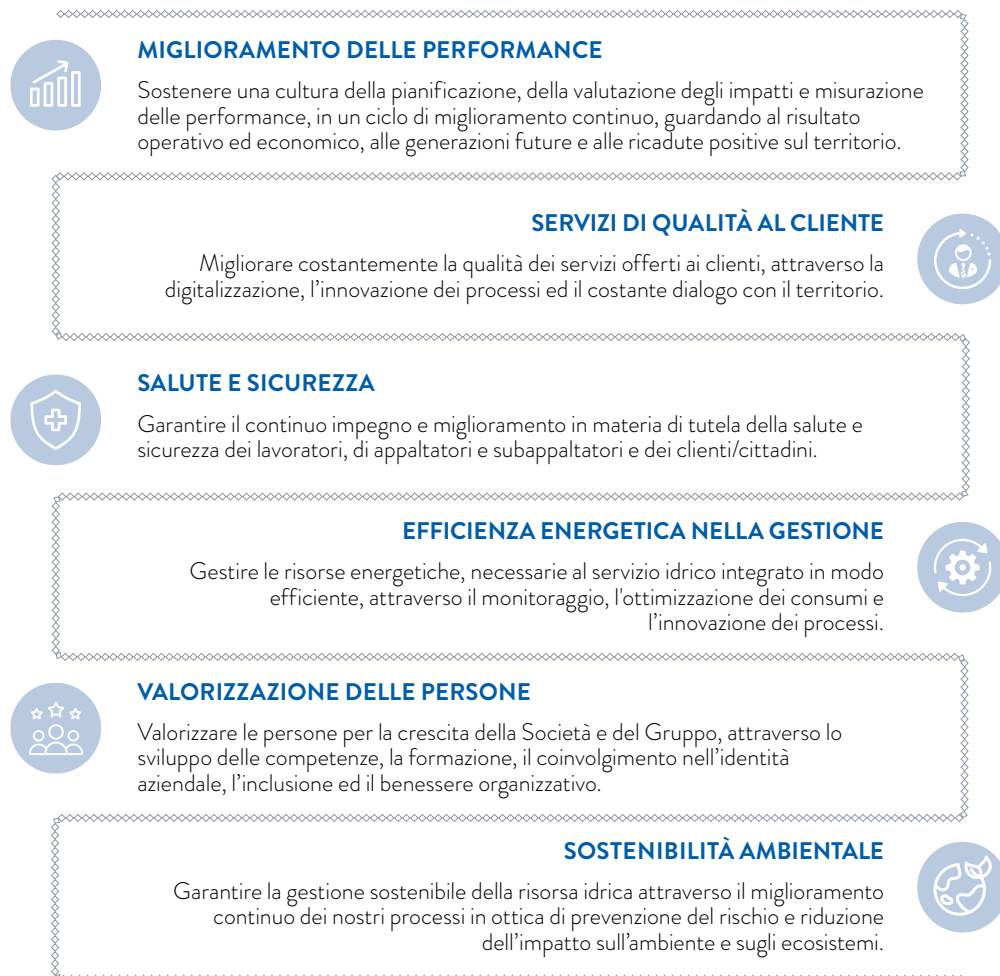 MIGLIORAMENTO DELLE PERFORMANCE
Sostenere una cultura della pianificazione, della valutazione degli impatti e misurazione
delle performance, in un ciclo di miglioramento continuo, guardando al risultato
operativo ed economico, alle generazioni future e alle ricadute positive sul territorio.
SERVIZI DI QUALITÀ AL CLIENTE
Migliorare costantemente la qualità dei servizi offerti ai clienti, attraverso la
digitalizzazione, l’innovazione dei processi ed il costante dialogo con il territorio.
SALUTE E SICUREZZA
Garantire il continuo impegno e miglioramento in materia di tutela della salute e
sicurezza dei lavoratori, di appaltatori e subappaltatori e dei clienti/cittadini.
EFFICIENZA ENERGETICA NELLA GESTIONE
Gestire le risorse energetiche, necessarie al servizio idrico integrato in modo
efficiente, attraverso il monitoraggio, l'ottimizzazione dei consumi e
l’innovazione dei processi.
VALORIZZAZIONE DELLE PERSONE
Valorizzare le persone per la crescita della Società e del Gruppo, attraverso lo
sviluppo delle competenze, la formazione, il coinvolgimento nell’identità
aziendale, l’inclusione ed il benessere organizzativo.
SOSTENIBILITÀ AMBIENTALE
Garantire la gestione sostenibile della risorsa idrica attraverso il miglioramento
continuo dei nostri processi in ottica di prevenzione del rischio e riduzione
dell’impatto sull’ambiente e sugli ecosistemi.